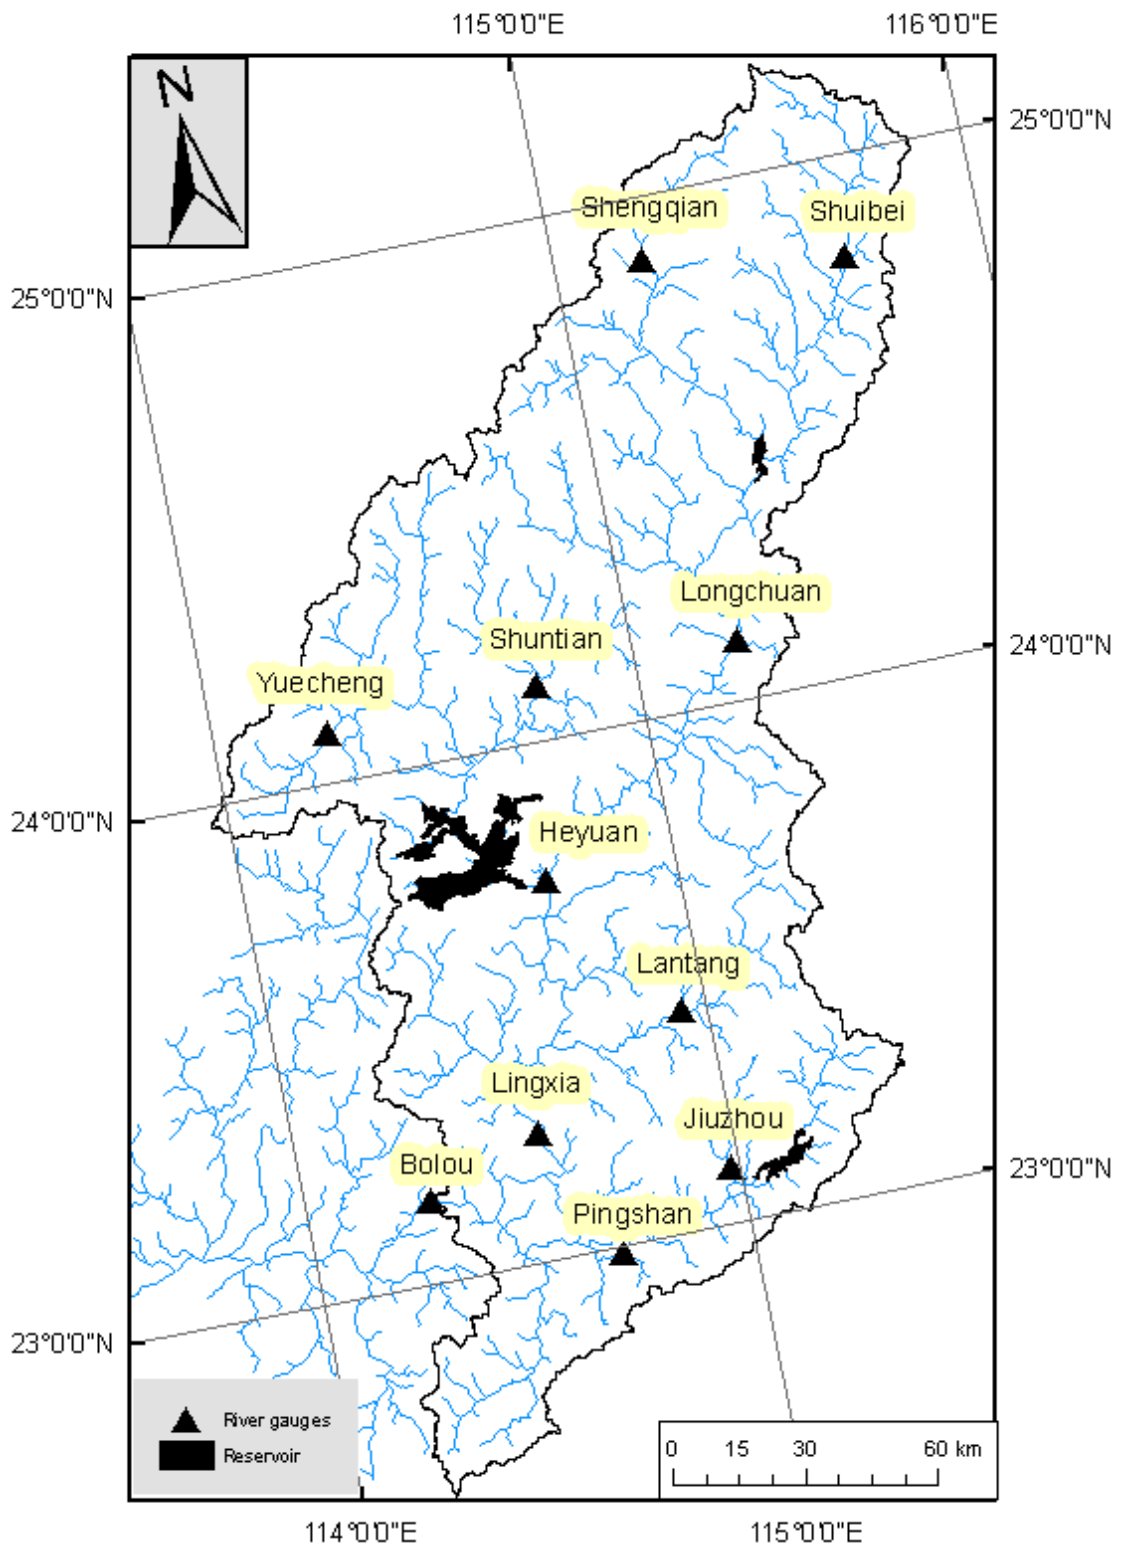 115°0'0"E
116°0'0"E
N
25°0'0"N
Shengqian
Shuibei
25°0'0"N
Longchuan
Shuntian
24°0'0"N
Yuecheng
24°0'0"N
Heyuan
Lantang
Lingxia
Jiuzhou
Bolou
23°0'0"N
Pingshan
23°0'0"N
River gauges
Reservoir
0 15 30 60 km
114°0'0"E
115°0'0"E